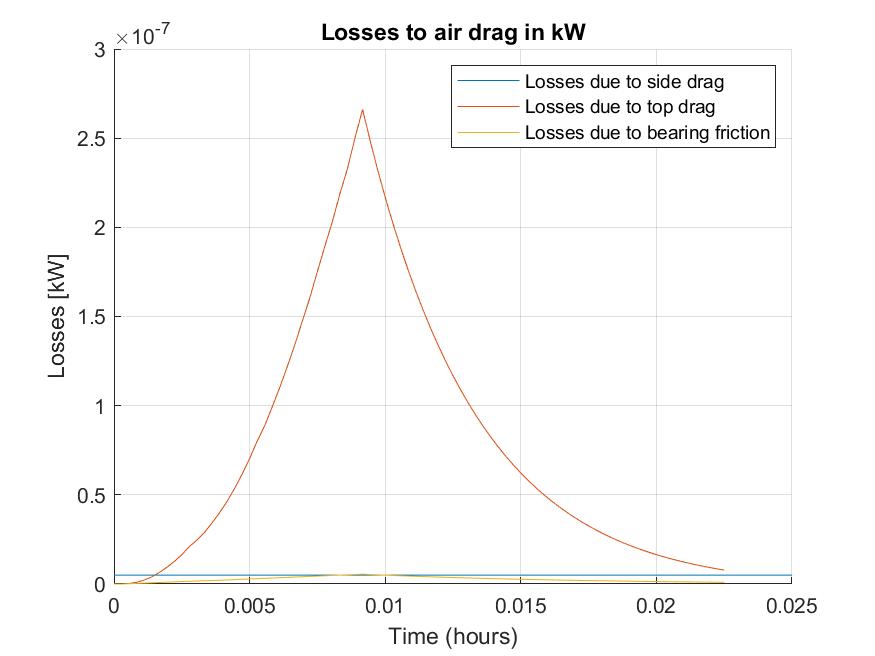 Losses to air drag in kW
×10-7
3
2.5
2
1.5
1
0.5
0
Losses [kW]
Losses due to side drag
Losses due to top drag
Losses due to bearing friction
0 0.005 0.01 0.015 0.02 0.025
Time (hours)